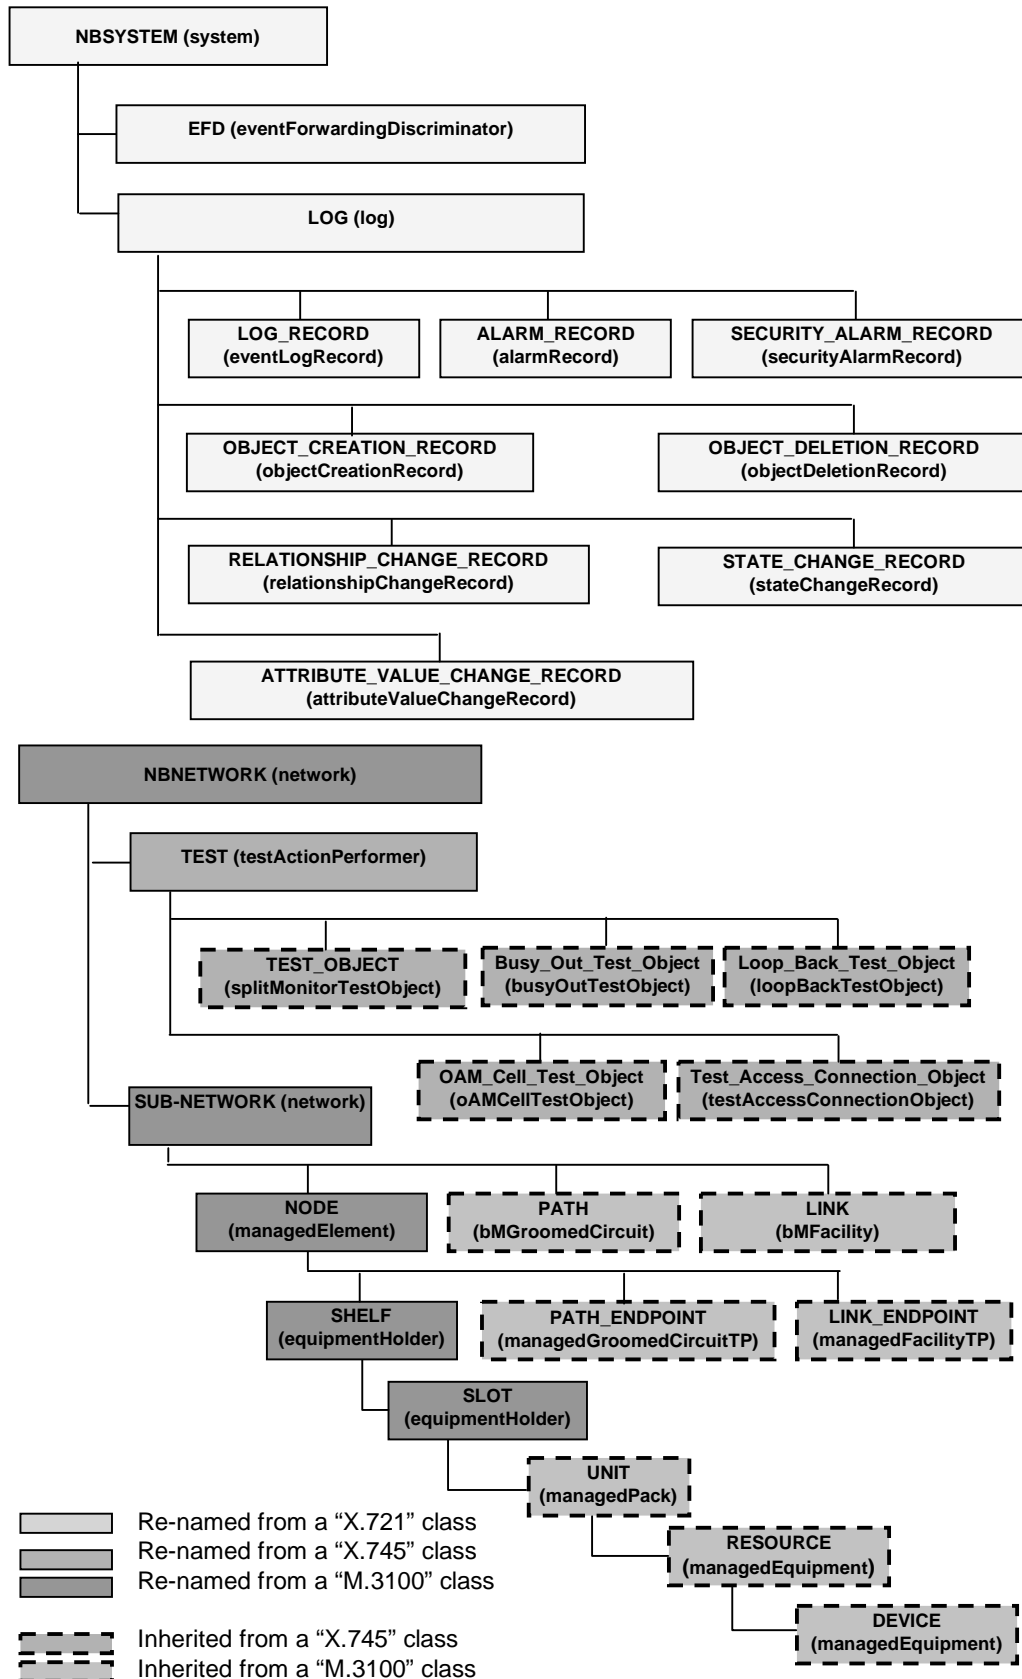 NBSYSTEM (system)
EFD (eventForwardingDiscriminator)
LOG (log)
LOG_RECORD
(eventLogRecord)
ALARM_RECORD
(alarmRecord)
SECURITY_ALARM_RECORD
(securityAlarmRecord)
OBJECT_CREATION_RECORD
(objectCreationRecord)
OBJECT_DELETION_RECORD
(objectDeletionRecord)
RELATIONSHIP_CHANGE_RECORD
(relationshipChangeRecord)
STATE_CHANGE_RECORD
(stateChangeRecord)
ATTRIBUTE_VALUE_CHANGE_RECORD
(attributeValueChangeRecord)
NBNETWORK (network)
TEST (testActionPerformer)
TEST_OBJECT
(splitMonitorTestObject)
Busy_Out_Test_Object
(busyOutTestObject)
Loop_Back_Test_Object
(loopBackTestObject)
OAM_Cell_Test_Object
(oAMCellTestObject)
Test_Access_Connection_Object
(testAccessConnectionObject)
SUB-NETWORK (network)
NODE
(managedElement)
PATH
(bMGroomedCircuit)
LINK
(bMFacility)
SHELF
(equipmentHolder)
PATH_ENDPOINT
(managedGroomedCircuitTP)
LINK_ENDPOINT
(managedFacilityTP)
SLOT
(equipmentHolder)
UNIT
(managedPack)
RESOURCE
(managedEquipment)
DEVICE
(managedEquipment)
Re-named from a “X.721” class
Re-named from a “X.745” class
Re-named from a “M.3100” class
Inherited from a “X.745” class
Inherited from a “M.3100” class